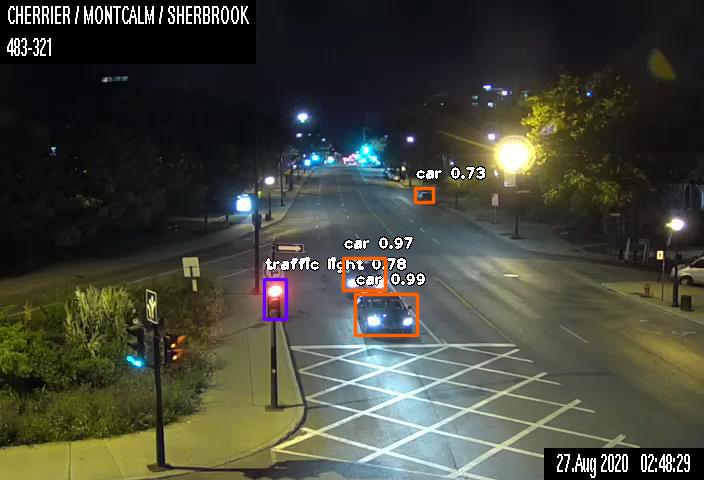 CHERRIER / MONTCALM / SHERBROOK
483-321
car 0.73
car 0.97
traffic light 0.78
car 0.99
27.Aug 2020 02:48:29